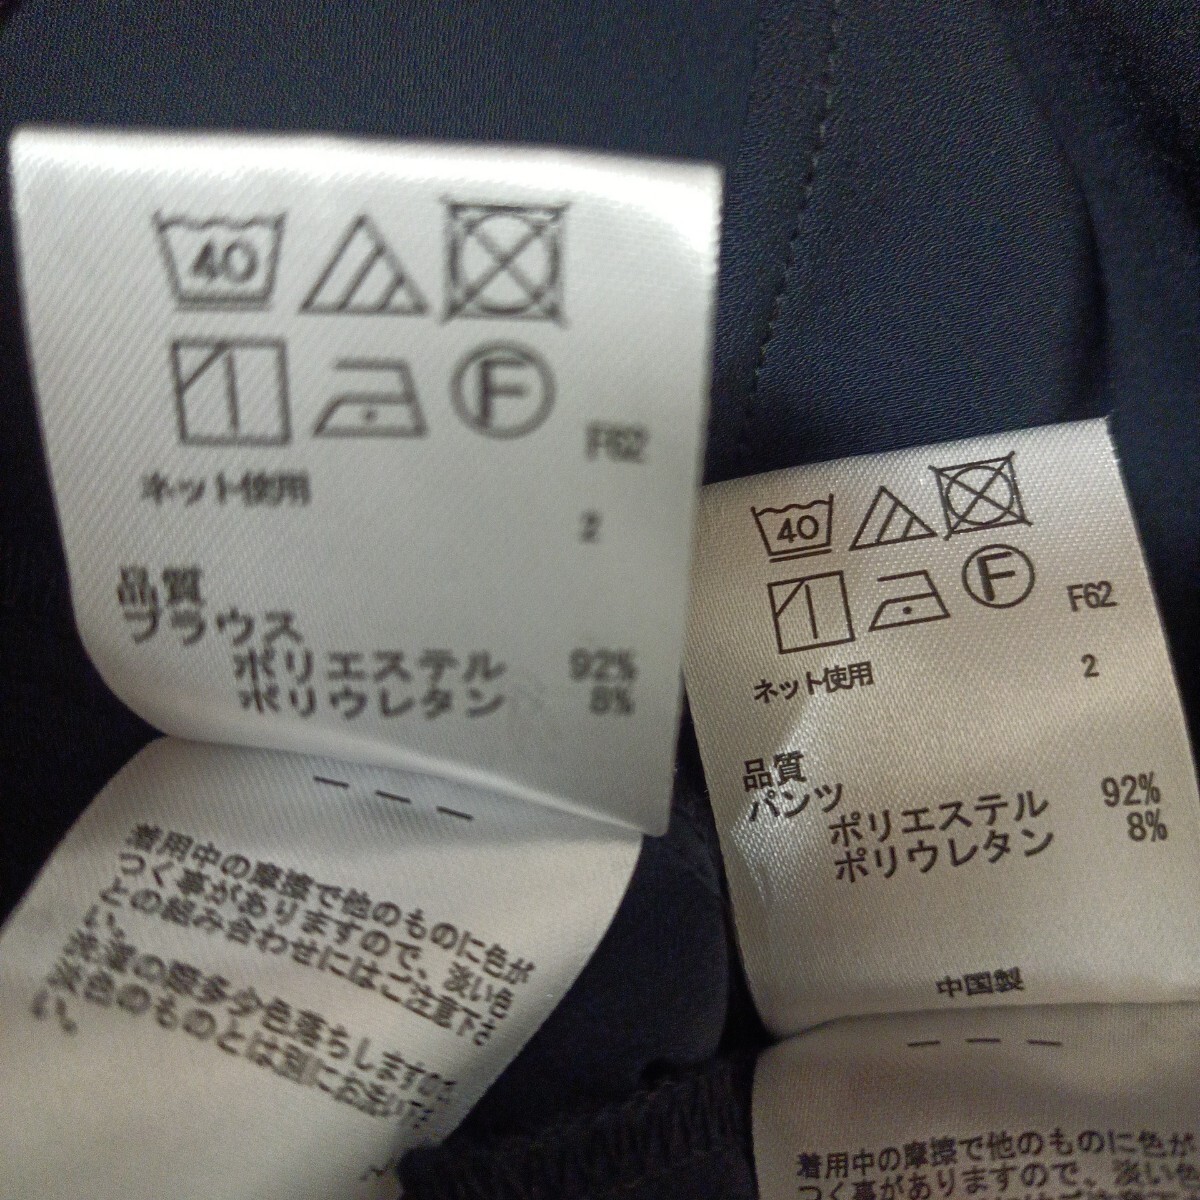 40
F
F62
ネット使用
2
品質
ブラウス
ポリエステル 92%
ポリウレタン 8%
着用中の摩擦で他のものに色が
つく事がありますので、淡い色
との組み合わせにはご注意下さ
い。
洗濯の際多少色落ちしますので
淡色のものとは別にお洗い下
い。
40
F
F62
ネット使用
2
品質
パンツ
ポリエステル 92%
ポリウレタン 8%
中国製
着用中の摩擦で他のものに色が
つく事がありますので、淡い色